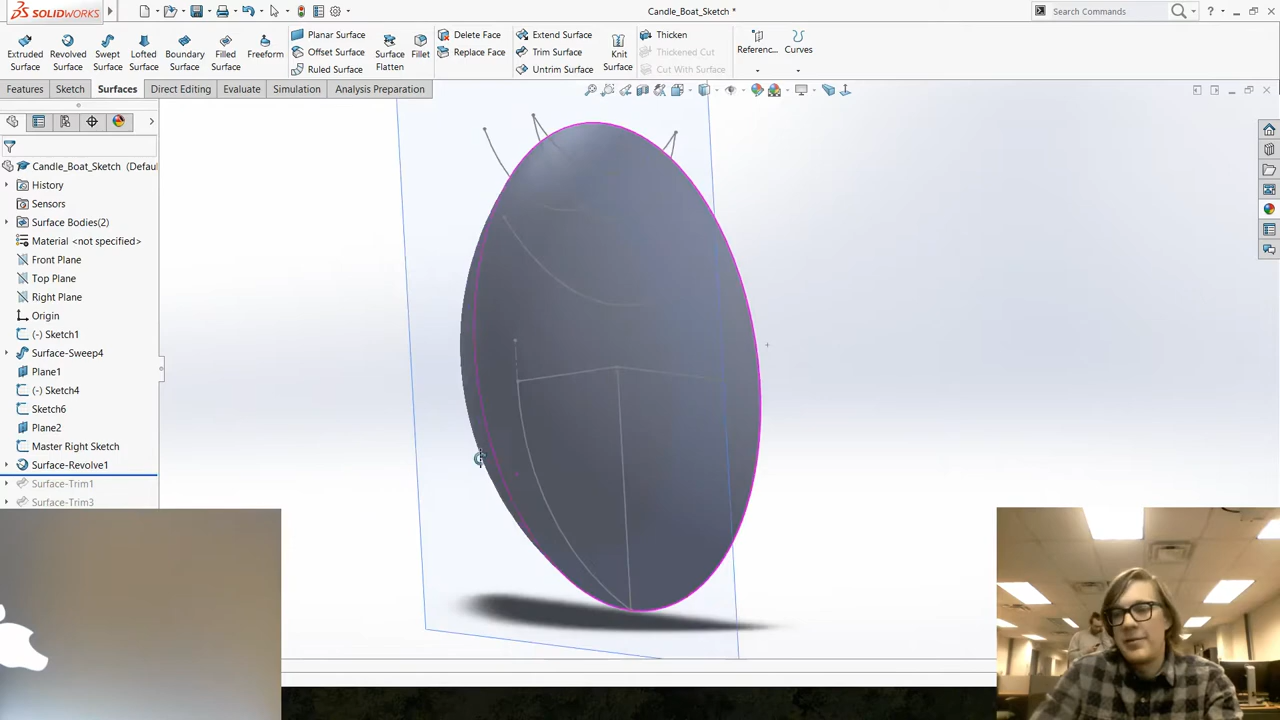 SOLIDWORKS
Candle_Boat_Sketch *
Search Commands
?
Extruded Surface
Revolved Surface
Swept Surface
Lofted Surface
Boundary Surface
Filled Surface
Freeform
Planar Surface
Offset Surface
Ruled Surface
Surface Flatten
Fillet
Delete Face
Replace Face
Extend Surface
Trim Surface
Untrim Surface
Knit Surface
Thicken
Thickened Cut
Cut With Surface
Referenc...
Curves
Features
Sketch
Surfaces
Direct Editing
Evaluate
Simulation
Analysis Preparation
Candle_Boat_Sketch (Defau
History
Sensors
Surface Bodies(2)
Material <not specified>
Front Plane
Top Plane
Right Plane
Origin
(-) Sketch1
Surface-Sweep4
Plane1
(-) Sketch4
Sketch6
Plane2
Master Right Sketch
Surface-Revolve1
Surface-Trim1
Surface-Trim3